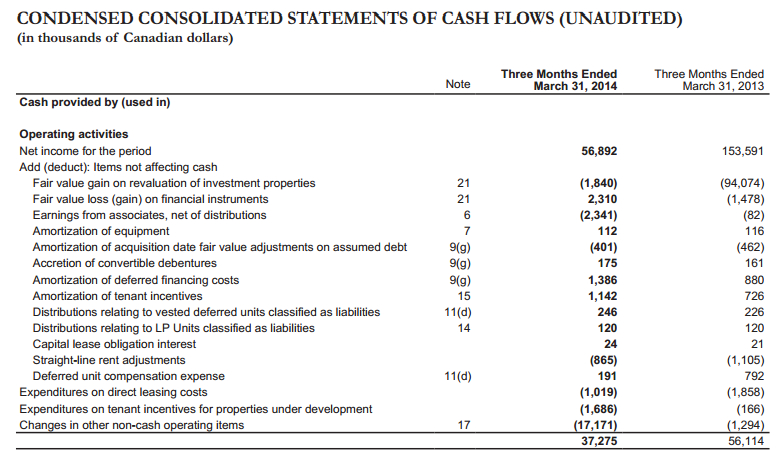 CONDENSED CONSOLIDATED STATEMENTS OF CASH FLOWS (UNAUDITED)
(in thousands of Canadian dollars)
Note Three Months Ended March 31, 2014 Three Months Ended March 31, 2013
Cash provided by (used in)
Operating activities
Net income for the period 56,892 153,591
Add (deduct): Items not affecting cash
Fair value gain on revaluation of investment properties 21 (1,840) (94,074)
Fair value loss (gain) on financial instruments 21 2,310 (1,478)
Earnings from associates, net of distributions 6 (2,341) (82)
Amortization of equipment 7 112 116
Amortization of acquisition date fair value adjustments on assumed debt 9(g) (401) (462)
Accretion of convertible debentures 9(g) 175 161
Amortization of deferred financing costs 9(g) 1,386 880
Amortization of tenant incentives 15 1,142 726
Distributions relating to vested deferred units classified as liabilities 11(d) 246 226
Distributions relating to LP Units classified as liabilities 14 120 120
Capital lease obligation interest 24 21
Straight-line rent adjustments (865) (1,105)
Deferred unit compensation expense 11(d) 191 792
Expenditures on direct leasing costs (1,019) (1,858)
Expenditures on tenant incentives for properties under development (1,686) (166)
Changes in other non-cash operating items 17 (17,171) (1,294)
37,275 56,114